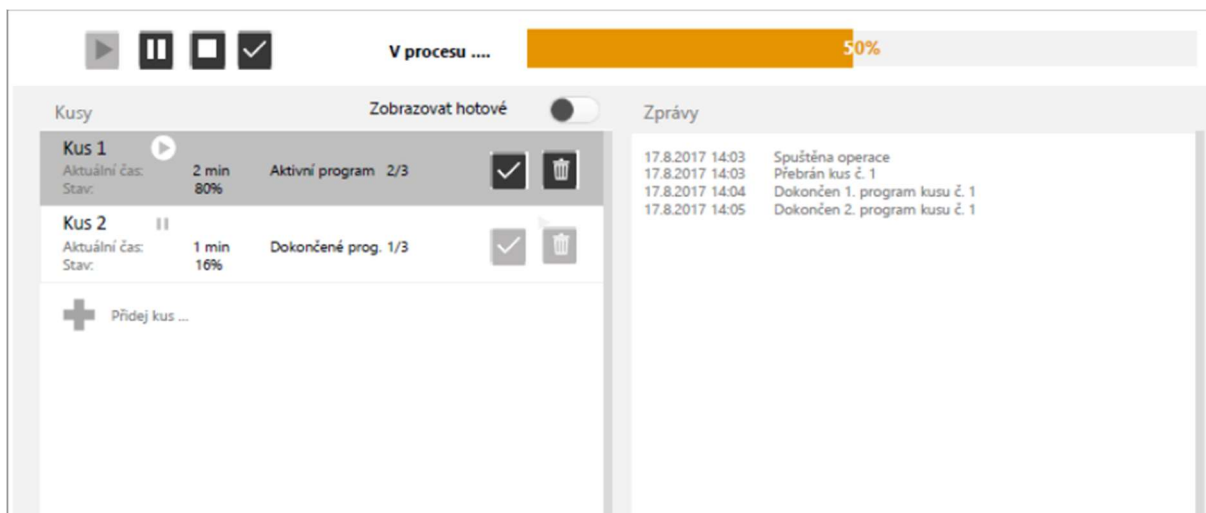 V procesu ....
50%
Kusy
Zobrazovat hotové
Kus 1
Aktuální čas: 2 min Aktivní program 2/3
Stav: 80%
Kus 2
Aktuální čas: 1 min Dokončené prog. 1/3
Stav: 16%
Přidej kus ...
Zprávy
17.8.2017 14:03 Spuštěna operace
17.8.2017 14:03 Přebrán kus č. 1
17.8.2017 14:04 Dokončen 1. program kusu č. 1
17.8.2017 14:05 Dokončen 2. program kusu č. 1